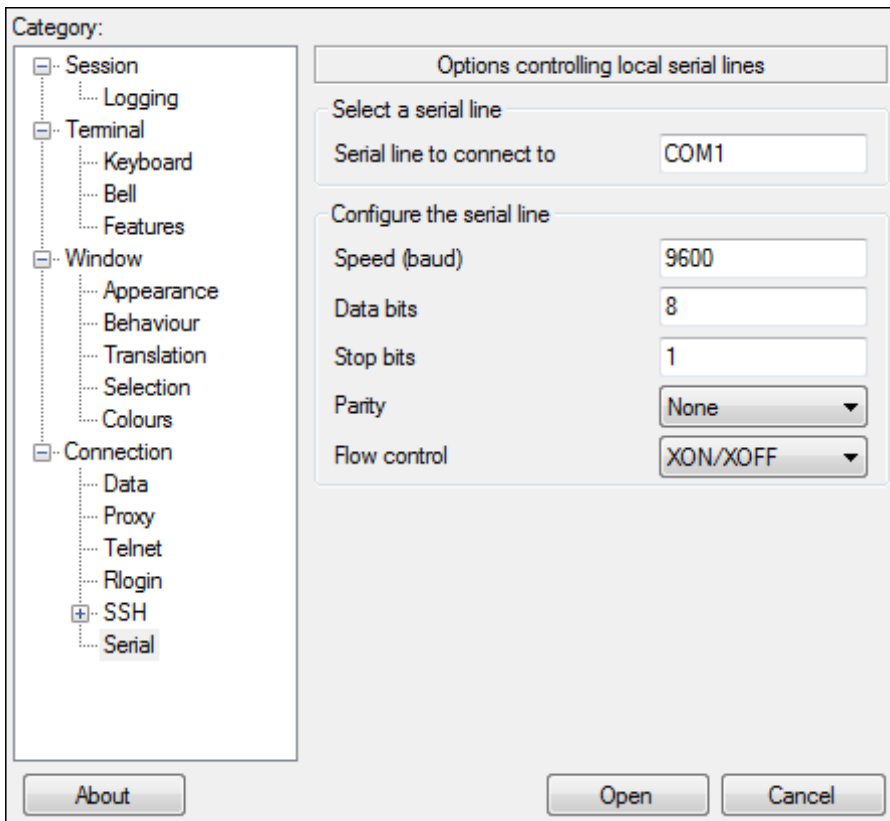 Category:
Session
Logging
Terminal
Keyboard
Bell
Features
Window
Appearance
Behaviour
Translation
Selection
Colours
Connection
Data
Proxy
Telnet
Rlogin
SSH
Serial
Options controlling local serial lines
Select a serial line
Serial line to connect to COM1
Configure the serial line
Speed (baud) 9600
Data bits 8
Stop bits 1
Parity None
Flow control XON/XOFF
About Open Cancel